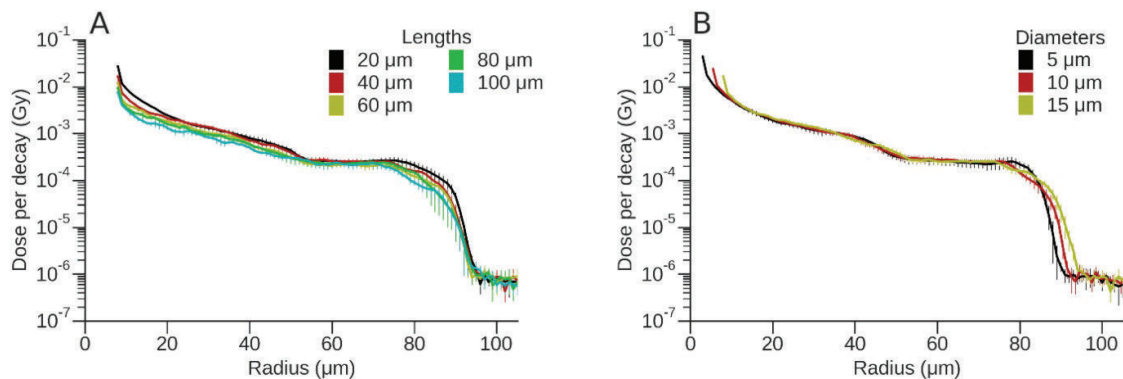 A
Lengths
20 µm
40 µm
60 µm
80 µm
100 µm
Dose per decay (Gy)
10-1
10-2
10-3
10-4
10-5
10-6
10-7
0
20
40
60
80
100
Radius (µm)
B
Diameters
5 µm
10 µm
15 µm
Dose per decay (Gy)
10-1
10-2
10-3
10-4
10-5
10-6
10-7
0
20
40
60
80
100
Radius (µm)